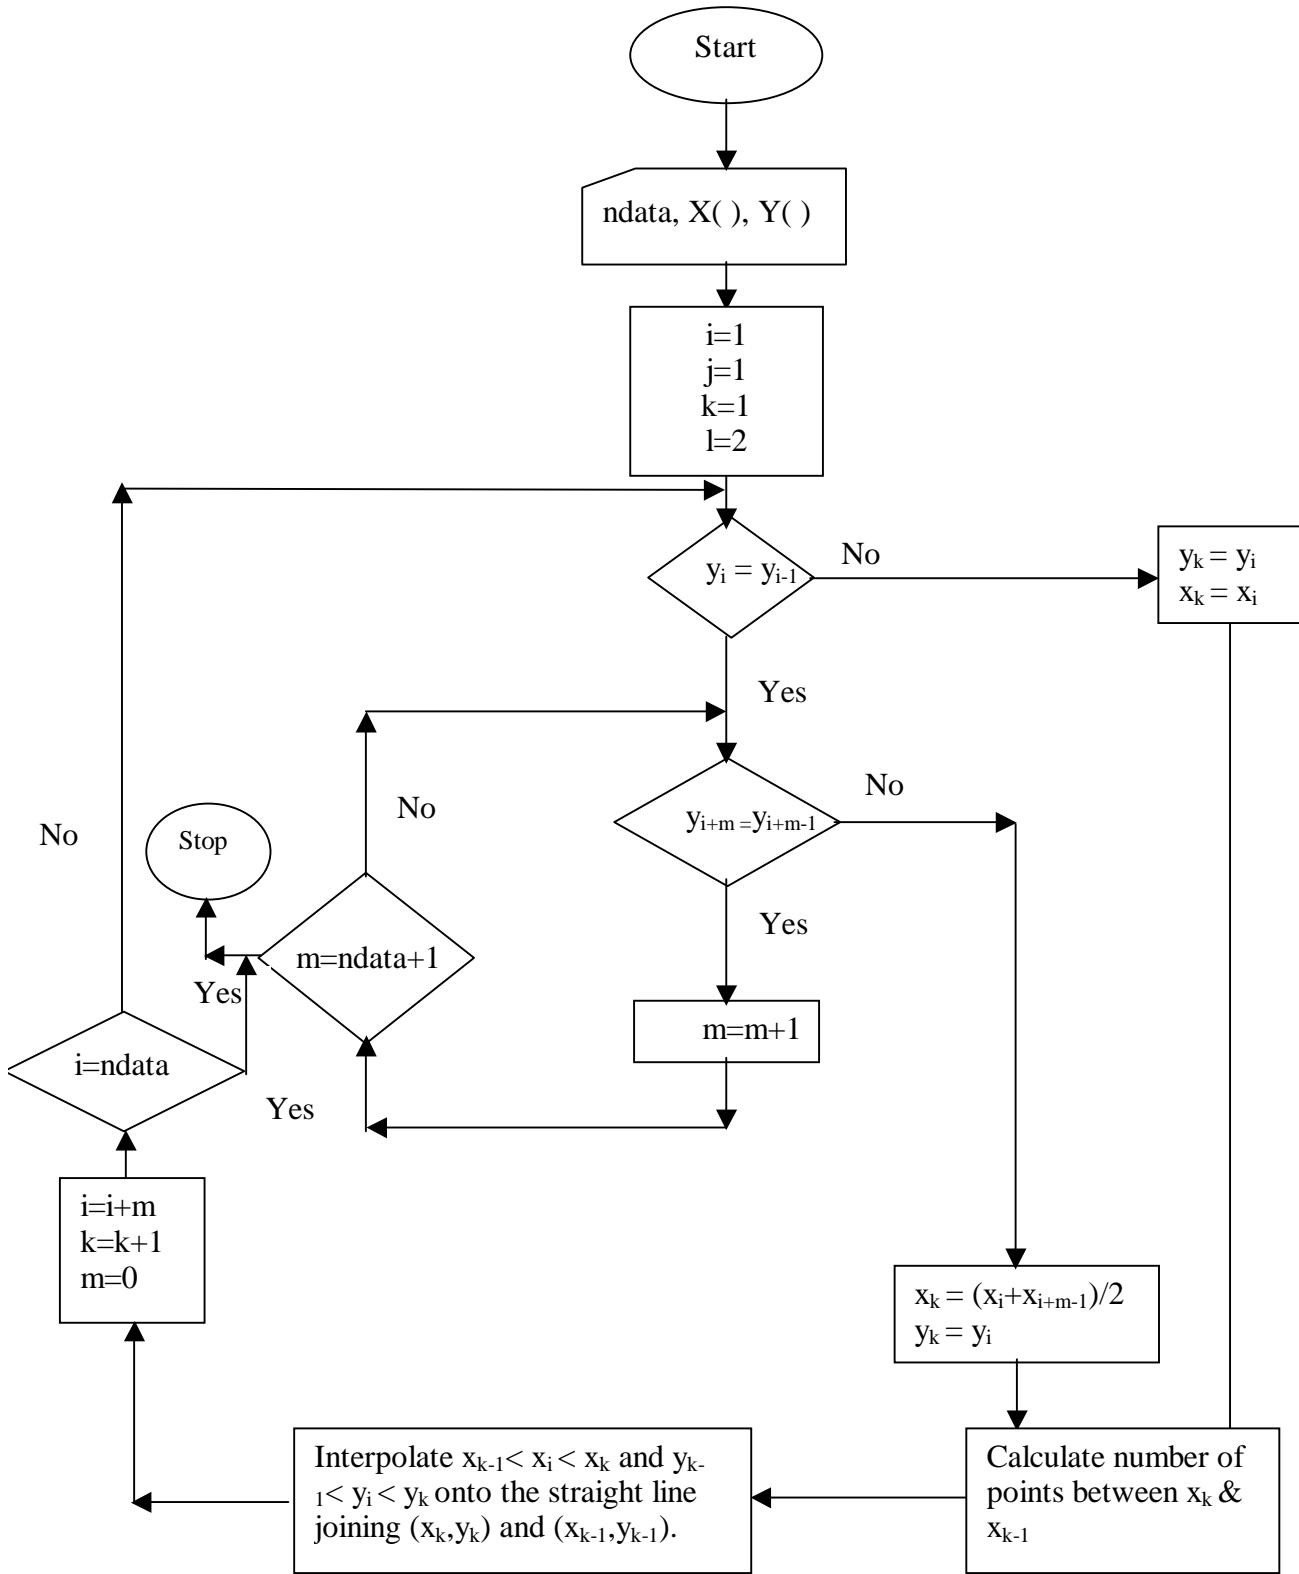 Start
ndata, X( ), Y( )
i=1
j=1
k=1
l=2
yi = yi-1
No
yk = yi
xk = xi
Yes
yi+m =yi+m-1
No
No
No
Stop
Yes
m=ndata+1
Yes
m=m+1
i=ndata
Yes
i=i+m
k=k+1
m=0
xk = (xi+xi+m-1)/2
yk = yi
Interpolate xk-1< xi < xk and yk-
1< yi < yk onto the straight line
joining (xk,yk) and (xk-1,yk-1).
Calculate number of
points between xk &
xk-1